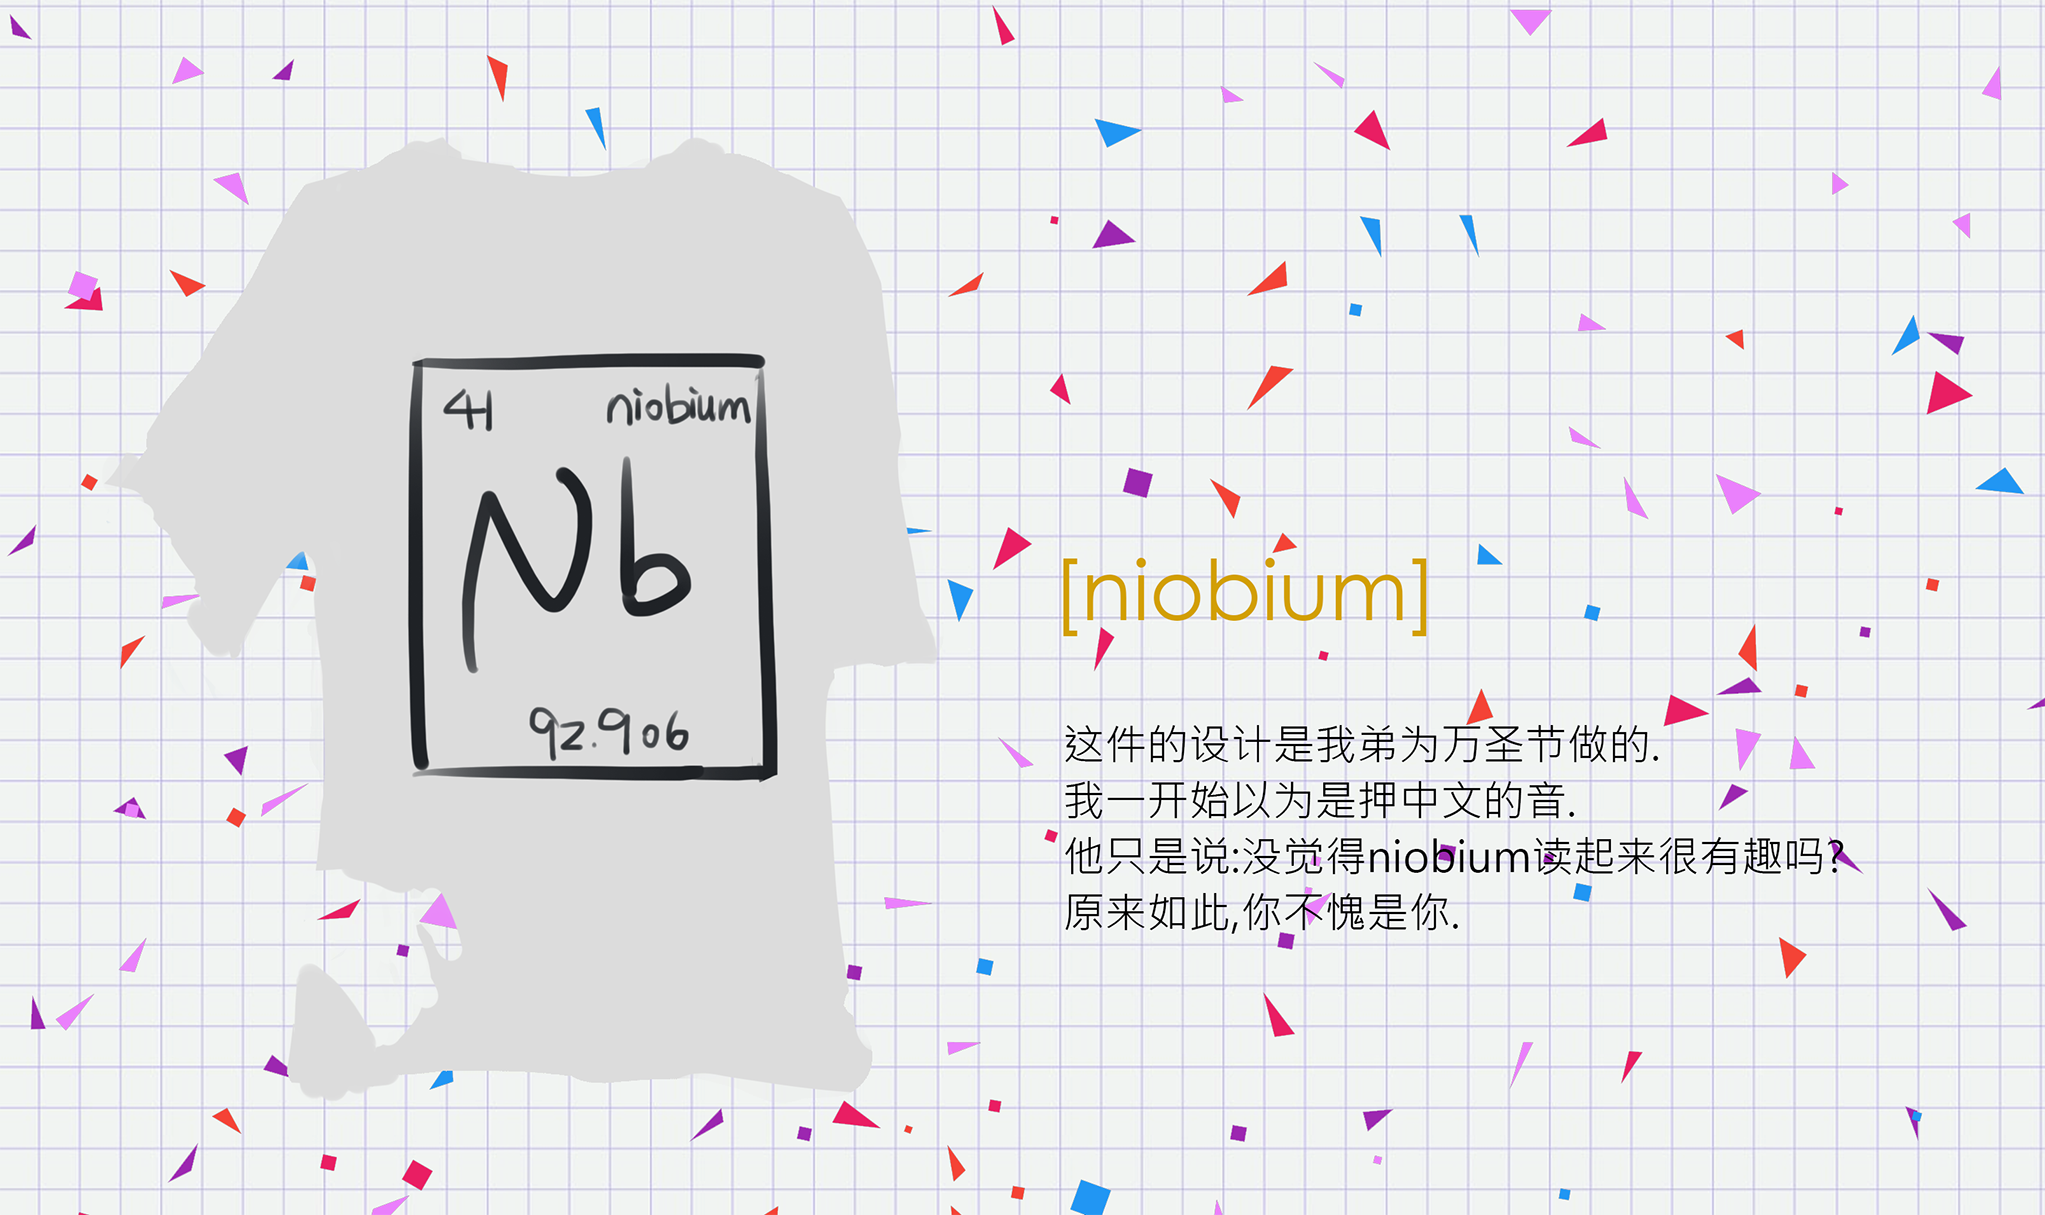 41 niobium
Nb
92.906
[niobium]
这件的设计是我弟为万圣节做的.
我一开始以为是押中文的音.
他只是说:没觉得niobium读起来很有趣吗?
原来如此,你不愧是你.